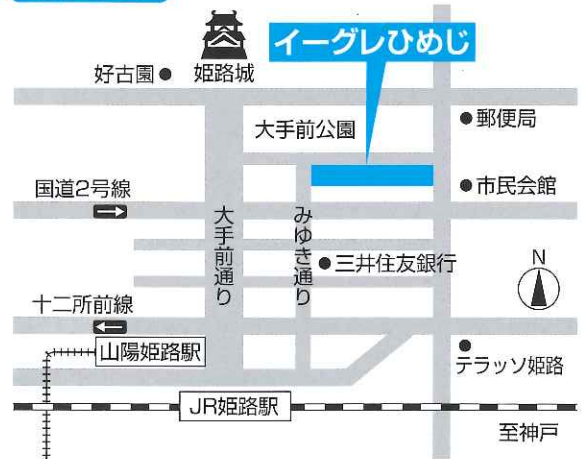 イーグレひめじ
好古園
姫路城
大手前公園
郵便局
国道2号線
市民会館
大手前通り
みゆき通り
三井住友銀行
N
十二所前線
山陽姫路駅
テラッソ姫路
JR姫路駅
至神戸